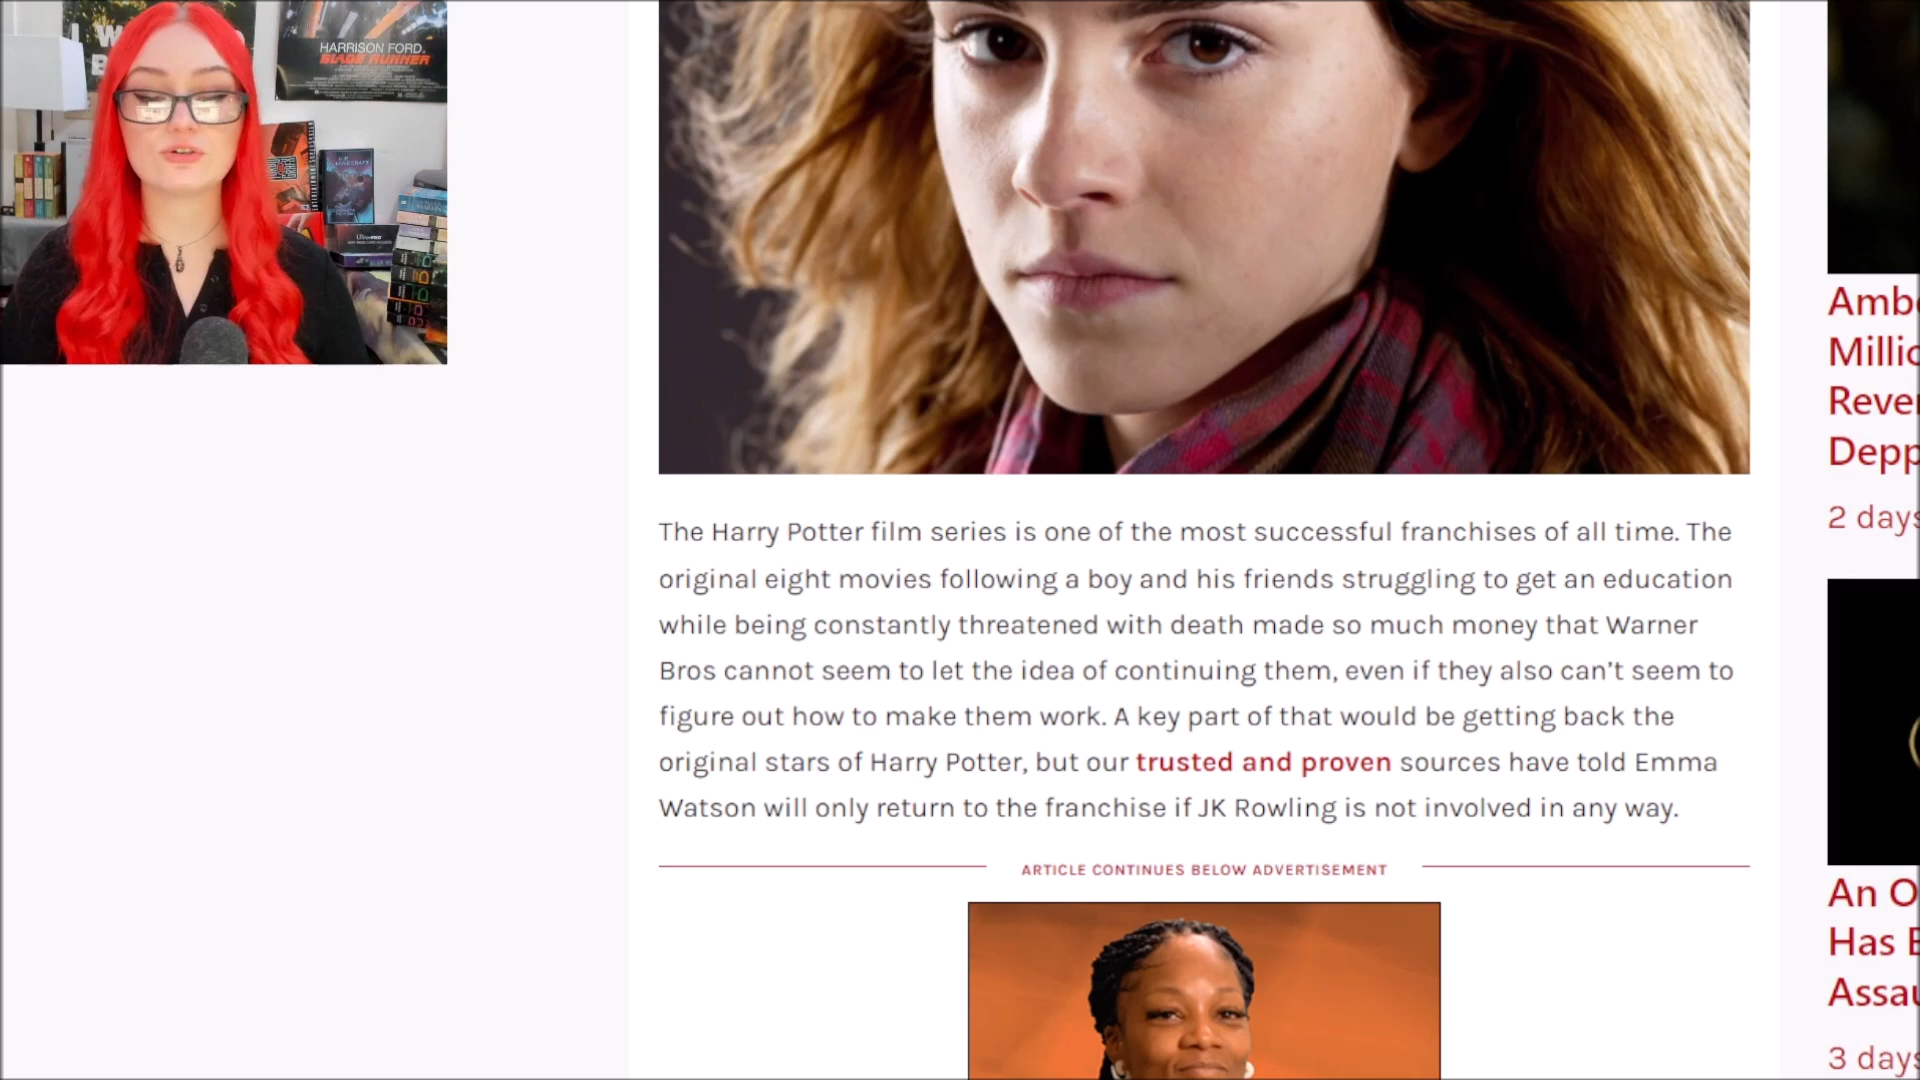 HARRISON FORD.
BLADE RUNNER
The Harry Potter film series is one of the most successful franchises of all time. The
original eight movies following a boy and his friends struggling to get an education
while being constantly threatened with death made so much money that Warner
Bros cannot seem to let the idea of continuing them, even if they also can’t seem to
figure out how to make them work. A key part of that would be getting back the
original stars of Harry Potter, but our trusted and proven sources have told Emma
Watson will only return to the franchise if JK Rowling is not involved in any way.
ARTICLE CONTINUES BELOW ADVERTISEMENT
Ambe
Millio
Reve
Depp
2 days
An O
Has
Assau
3 days